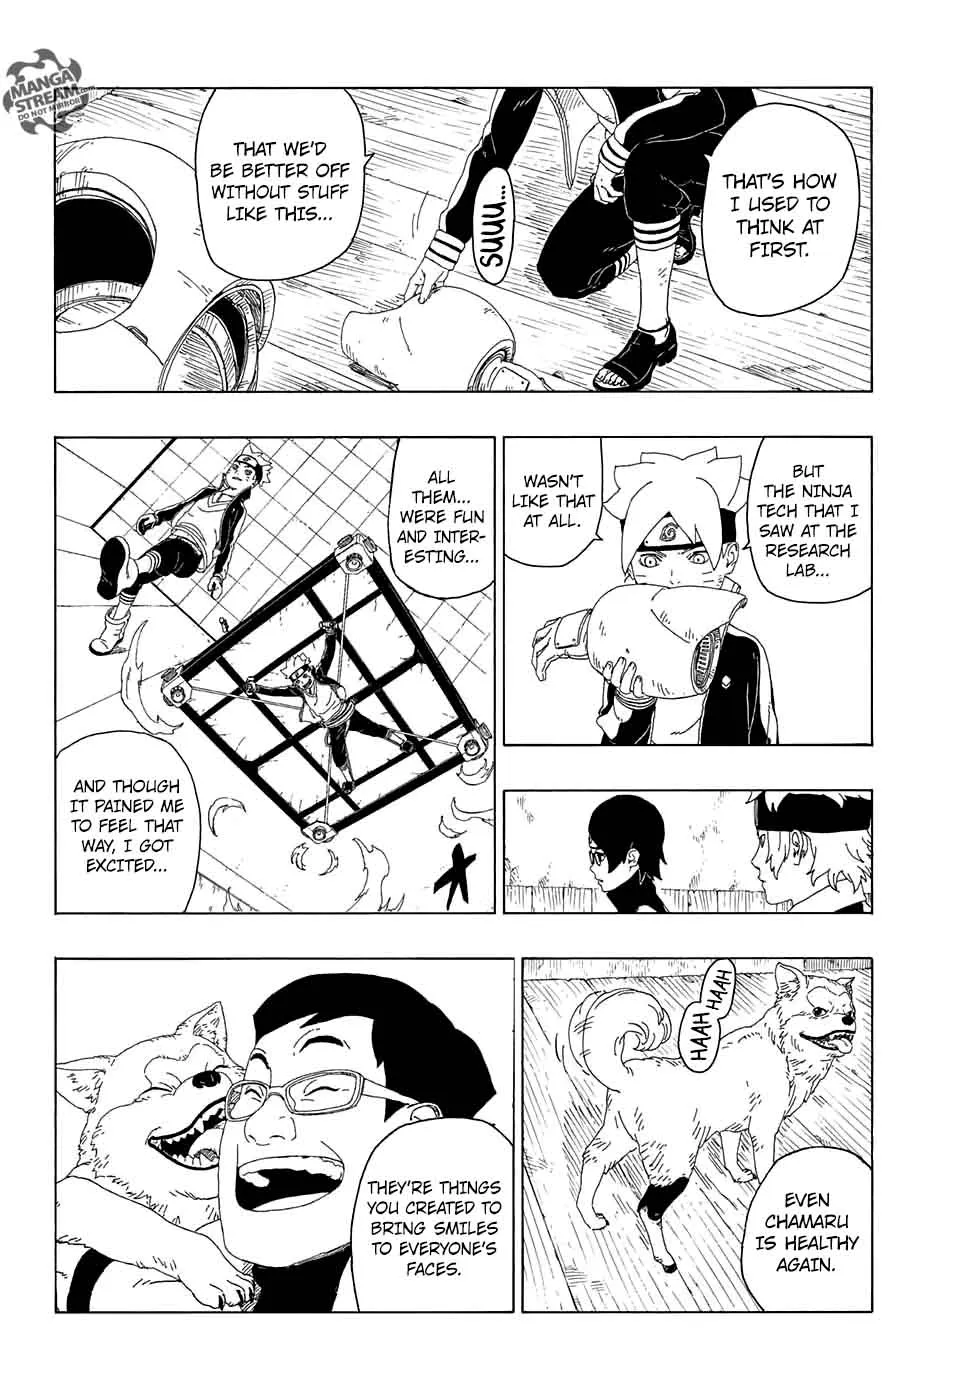 MANGA
STREAM.com
DO NOT MIRROR!
THAT'S HOW
I USED TO
THINK AT
FIRST.
SUUU...
THAT WE'D
BE BETTER OFF
WITHOUT STUFF
LIKE THIS...
BUT
THE NINJA
TECH THAT I
SAW AT THE
RESEARCH
LAB...
WASN'T
LIKE THAT
AT ALL.
ALL
THEM...
WERE FUN
AND INTER-
ESTING...
AND THOUGH
IT PAINED ME
TO FEEL THAT
WAY, I GOT
EXCITED...
大
HAAH HAAH
EVEN
CHAMARU
IS HEALTHY
AGAIN.
THEY'RE THINGS
YOU CREATED TO
BRING SMILES
TO EVERYONE'S
FACES.